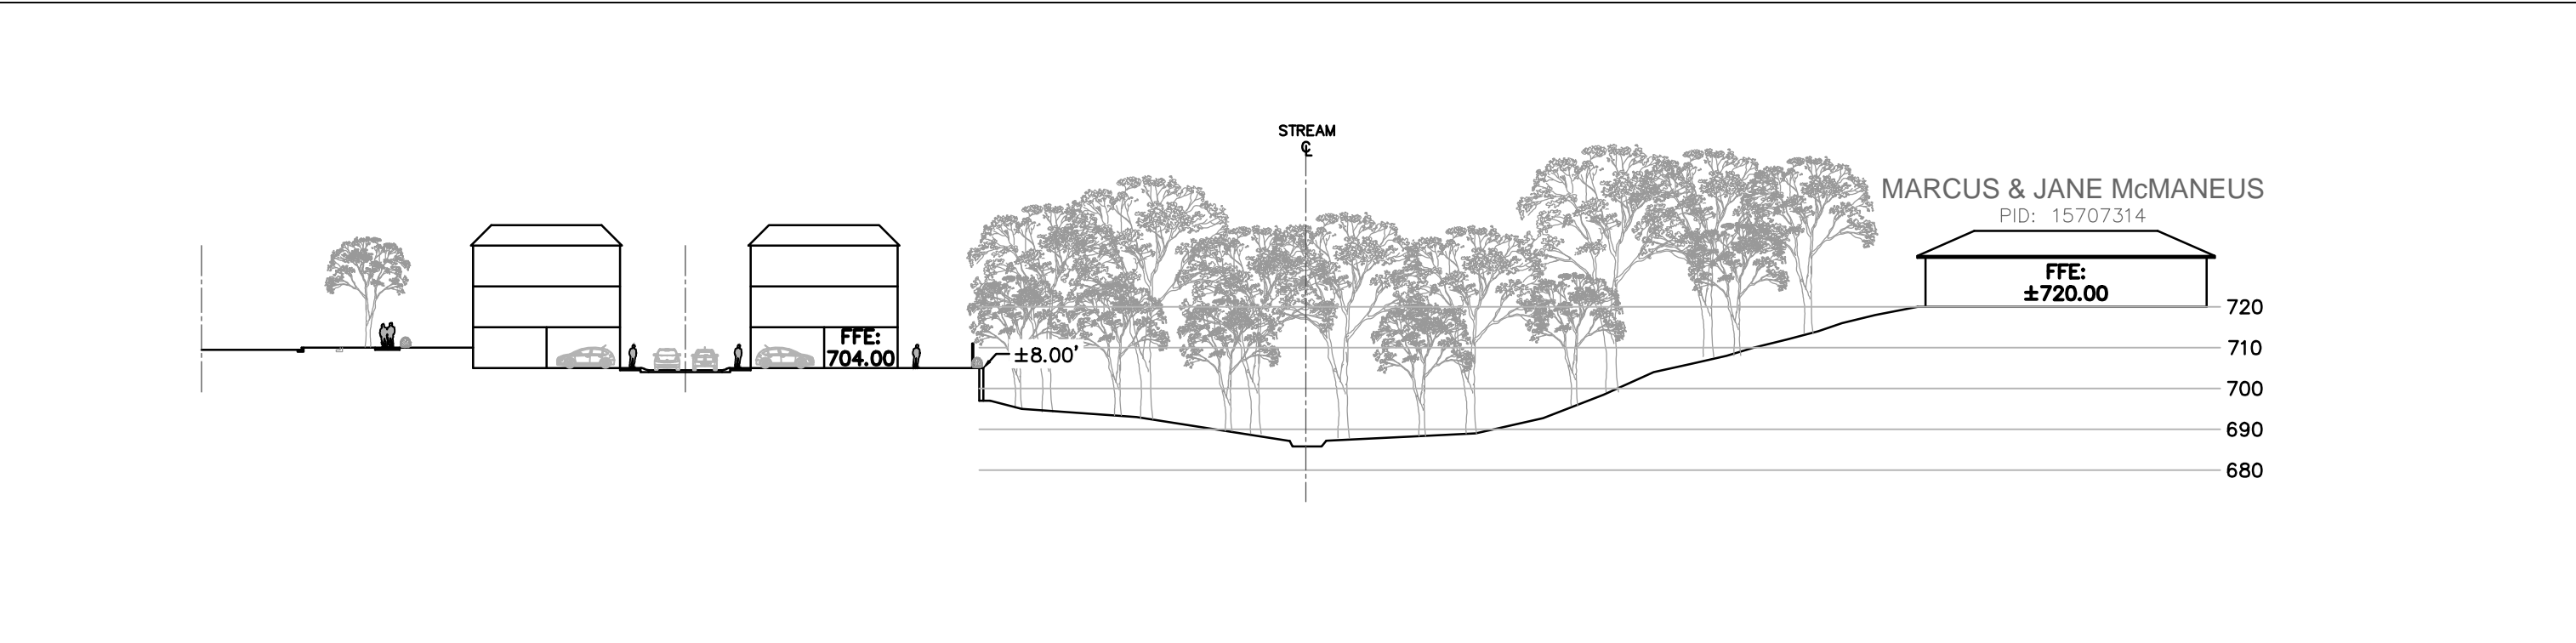 STREAM
℄
MARCUS & JANE McMANEUS
PID: 15707314
FFE:
±720.00
720
FFE:
704.00
±8.00'
710
700
690
680